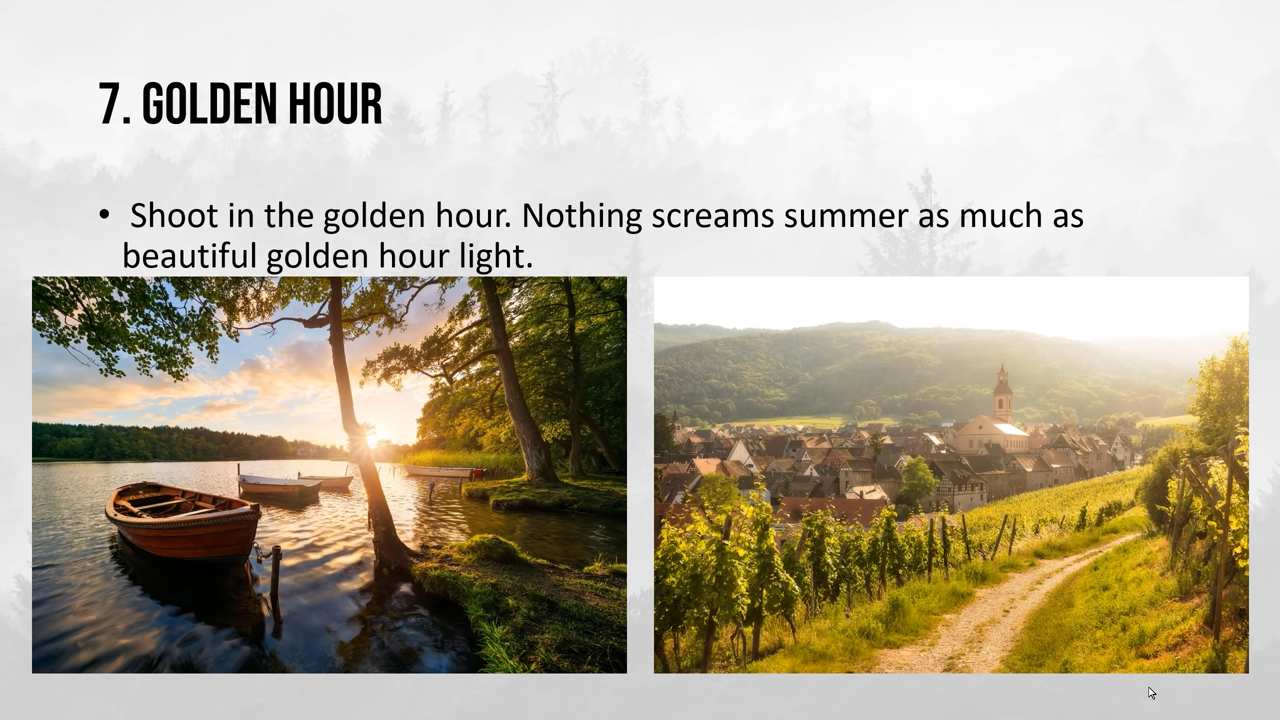 7. GOLDEN HOUR
• Shoot in the golden hour. Nothing screams summer as much as
beautiful golden hour light.